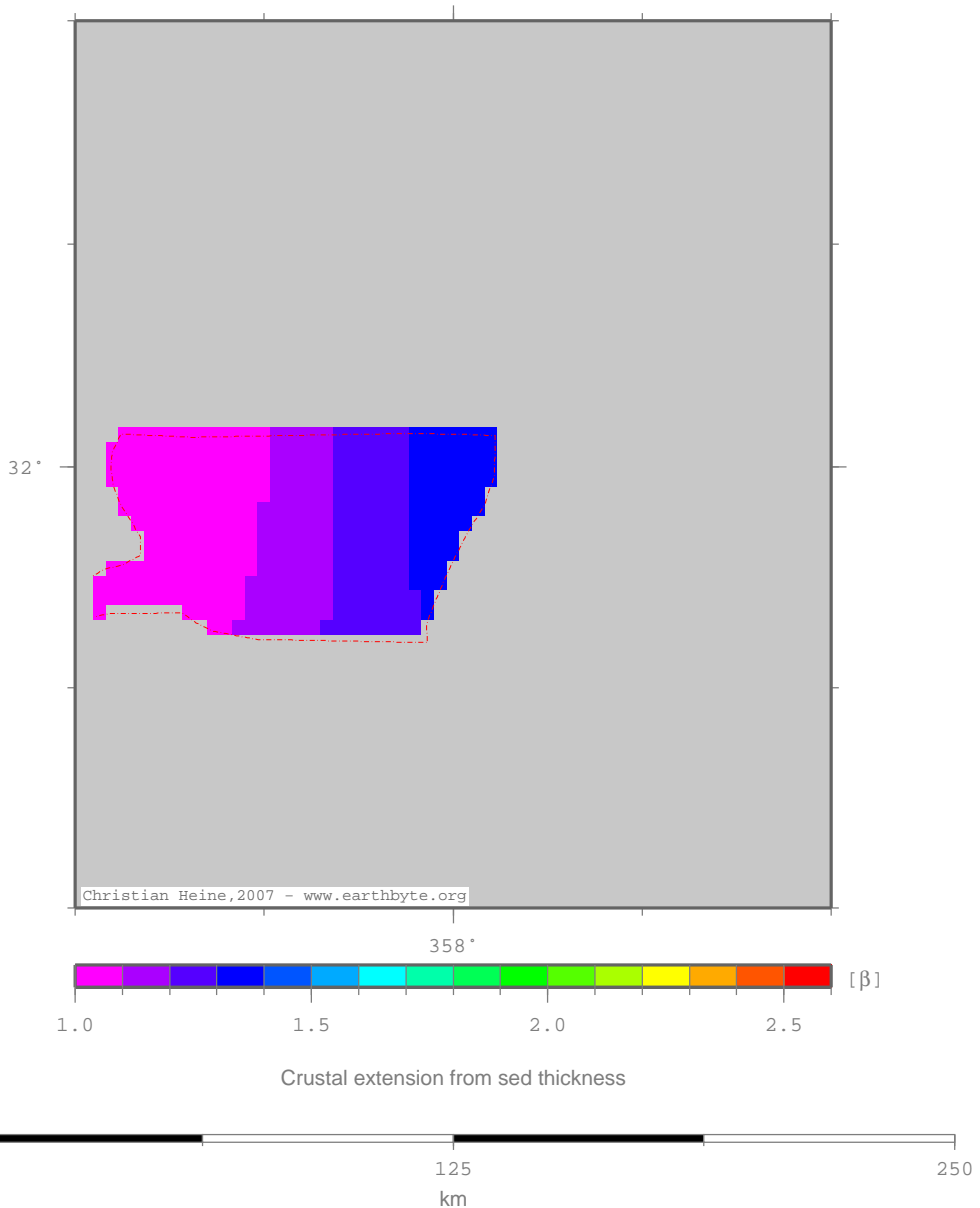 32°
Christian Heine,2007 - www.earthbyte.org
358°
[β]
1.0 1.5 2.0 2.5
Crustal extension from sed thickness
125 250
km